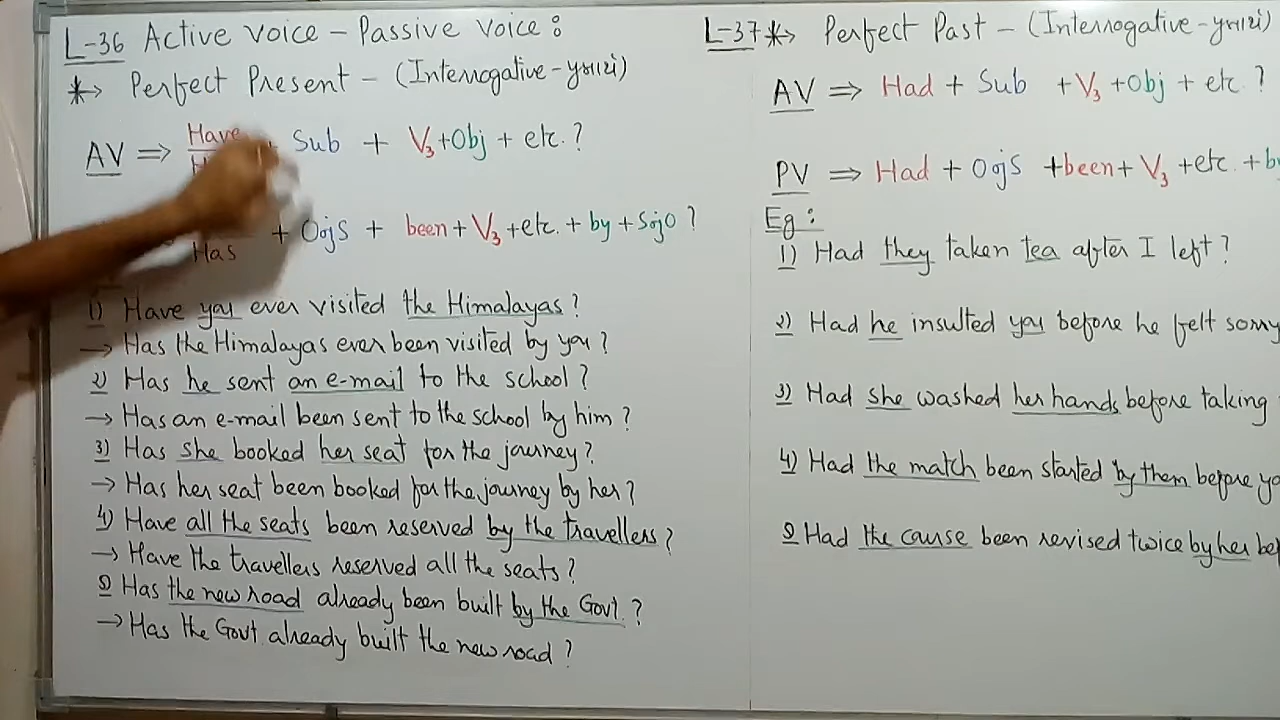 L-36 Active voice – Passive voice :
*→ Perfect Present – (Interrogative-પ્રશ્નાર્થ)
AV ⇒ Have + Sub + V3 + Obj + etc. ?
Has + OojS + been + V3 + etc. + by + SojO ?
1) Have you ever visited the Himalayas ?
→ Has the Himalayas ever been visited by you ?
2) Has he sent an e-mail to the school ?
→ Has an e-mail been sent to the school by him ?
3) Has she booked her seat for the journey ?
→ Has her seat been booked for the journey by her ?
4) Have all the seats been reserved by the travellers ?
→ Have the travellers reserved all the seats ?
5) Has the new road already been built by the Govt. ?
→ Has the Govt already built the new road ?
L-37 *→ Perfect Past – (Interrogative-પ્રશ્નાર્થ)
AV ⇒ Had + Sub + V3 + Obj + etc. ?
PV ⇒ Had + OojS + been + V3 + etc. + by
Eg :
1) Had they taken tea after I left ?
2) Had he insulted you before he felt sorry
3) Had she washed her hands before taking
4) Had the match been started by them before yo
5 Had the cause been revised twice by her bef